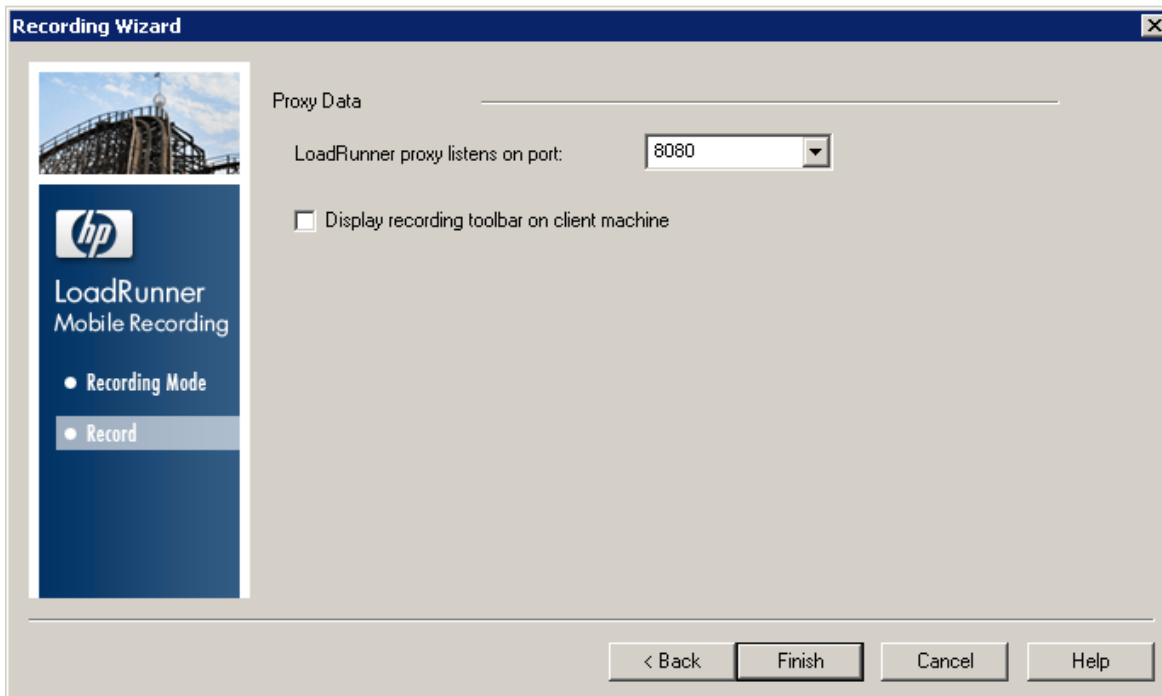 Recording Wizard
Proxy Data
LoadRunner proxy listens on port:
8080
Display recording toolbar on client machine
hp
LoadRunner
Mobile Recording
Recording Mode
Record
< Back
Finish
Cancel
Help